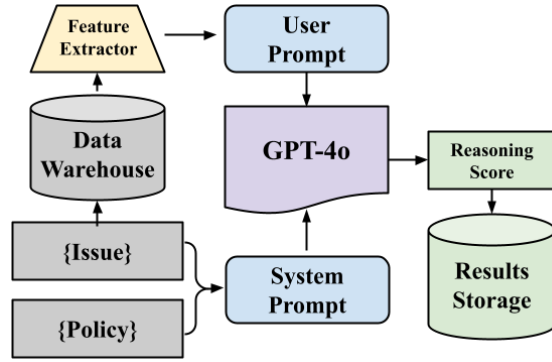 Feature
Extractor
User
Prompt
Data
Warehouse
GPT-4o
Reasoning
Score
{Issue}
System
Prompt
Results
Storage
{Policy}